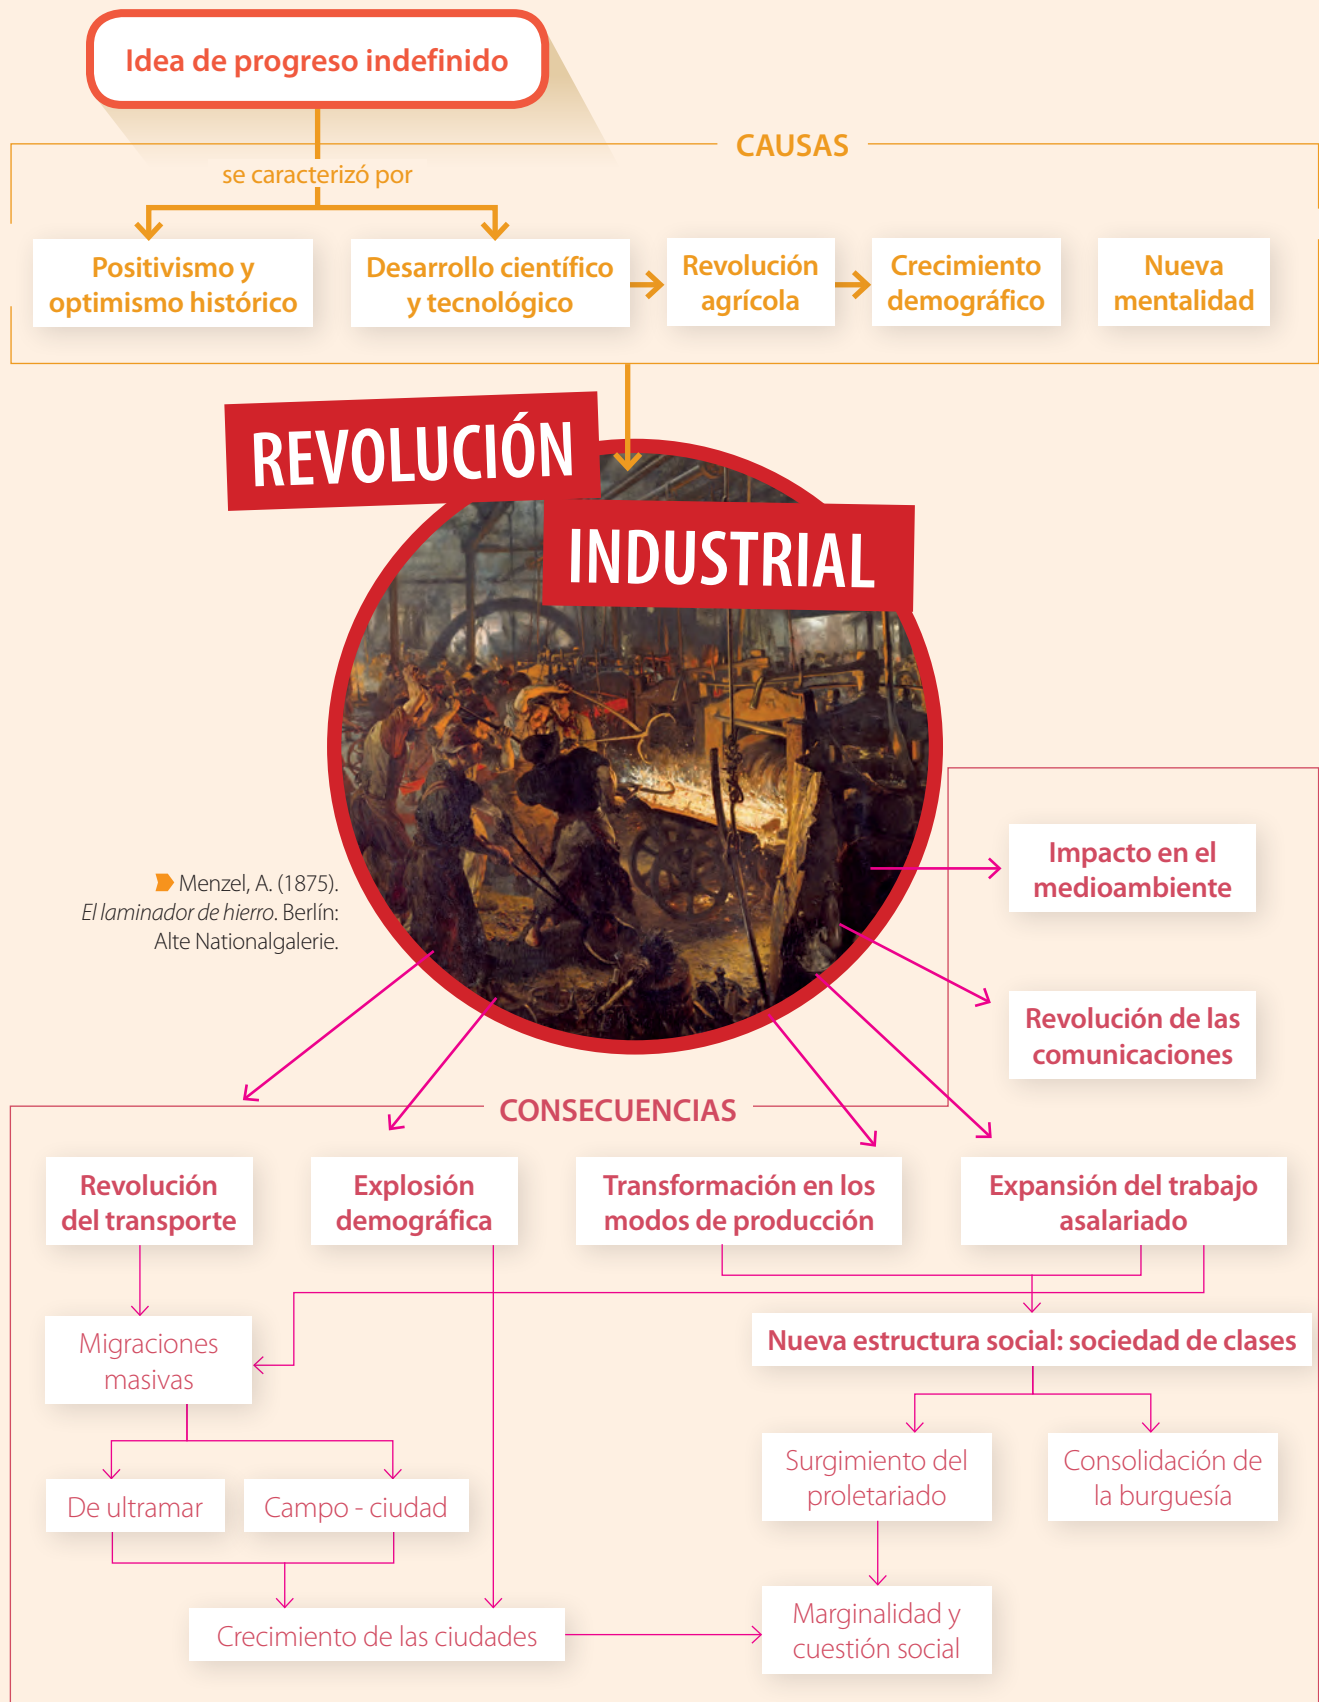 Idea de progreso indefinido
CAUSAS
se caracterizó por
Positivismo y
optimismo histórico
Desarrollo científico
y tecnológico
Revolución
agrícola
Crecimiento
demográfico
Nueva
mentalidad
REVOLUCIÓN
INDUSTRIAL
Menzel, A. (1875).
El laminador de hierro. Berlín:
Alte Nationalgalerie.
Impacto en el
medioambiente
Revolución de las
comunicaciones
CONSECUENCIAS
Revolución
del transporte
Explosión
demográfica
Transformación en los
modos de producción
Expansión del trabajo
asalariado
Migraciones
masivas
Nueva estructura social: sociedad de clases
De ultramar
Campo - ciudad
Surgimiento del
proletariado
Consolidación de
la burguesía
Crecimiento de las ciudades
Marginalidad y
cuestión social